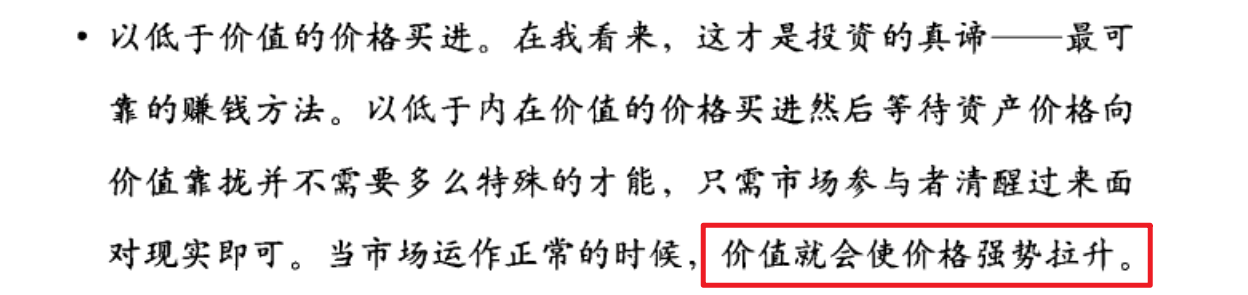 • 以低于价值的价格买进。在我看来，这才是投资的真谛——最可
靠的赚钱方法。以低于内在价值的价格买进然后等待资产价格向
价值靠拢并不需要多么特殊的才能，只需市场参与者清醒过来面
对现实即可。当市场运作正常的时候，价值就会使价格强势拉升。